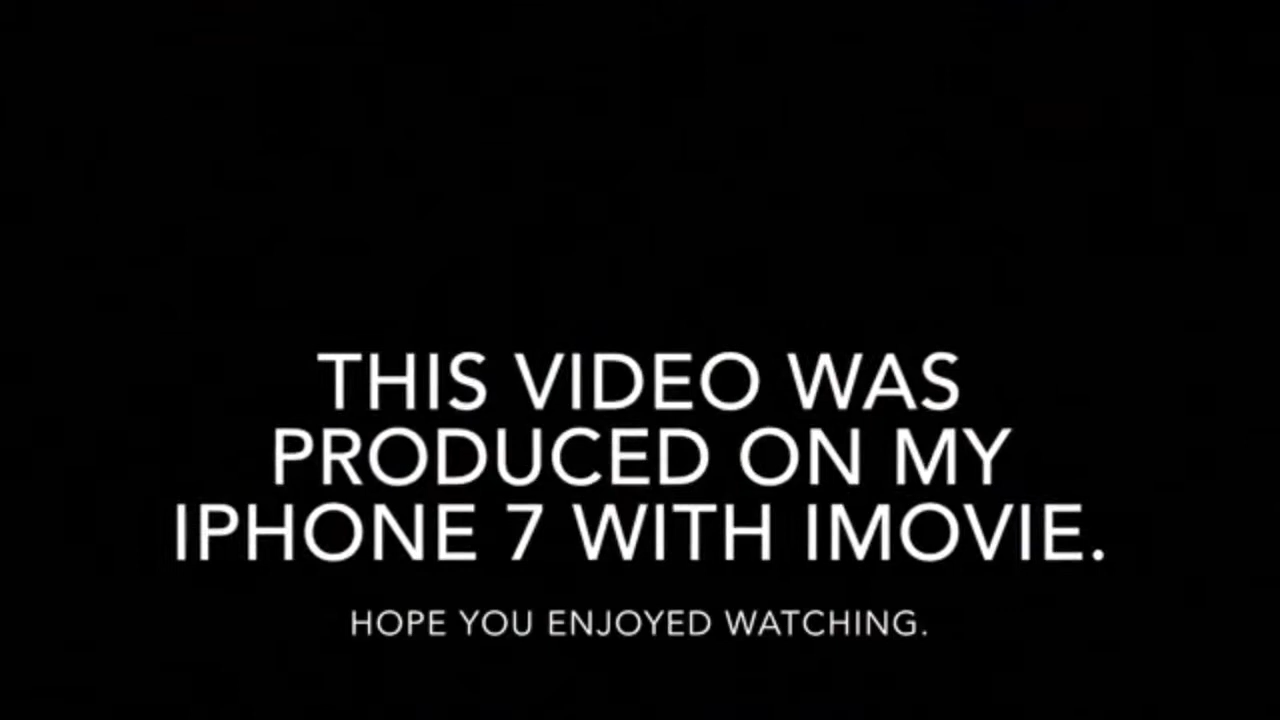 THIS VIDEO WAS
PRODUCED ON MY
IPHONE 7 WITH IMOVIE.
HOPE YOU ENJOYED WATCHING.